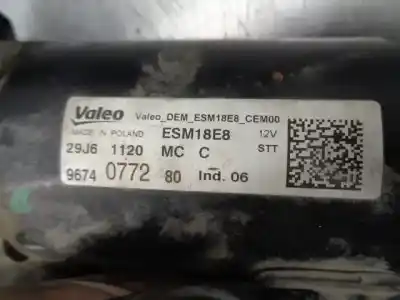 Valeo Valeo_DEM_ESM18E8_CEM00
MADE IN POLAND ESM18E8 12V
29J6 1120 MC C STT
9674 0772 80 Ind. 06